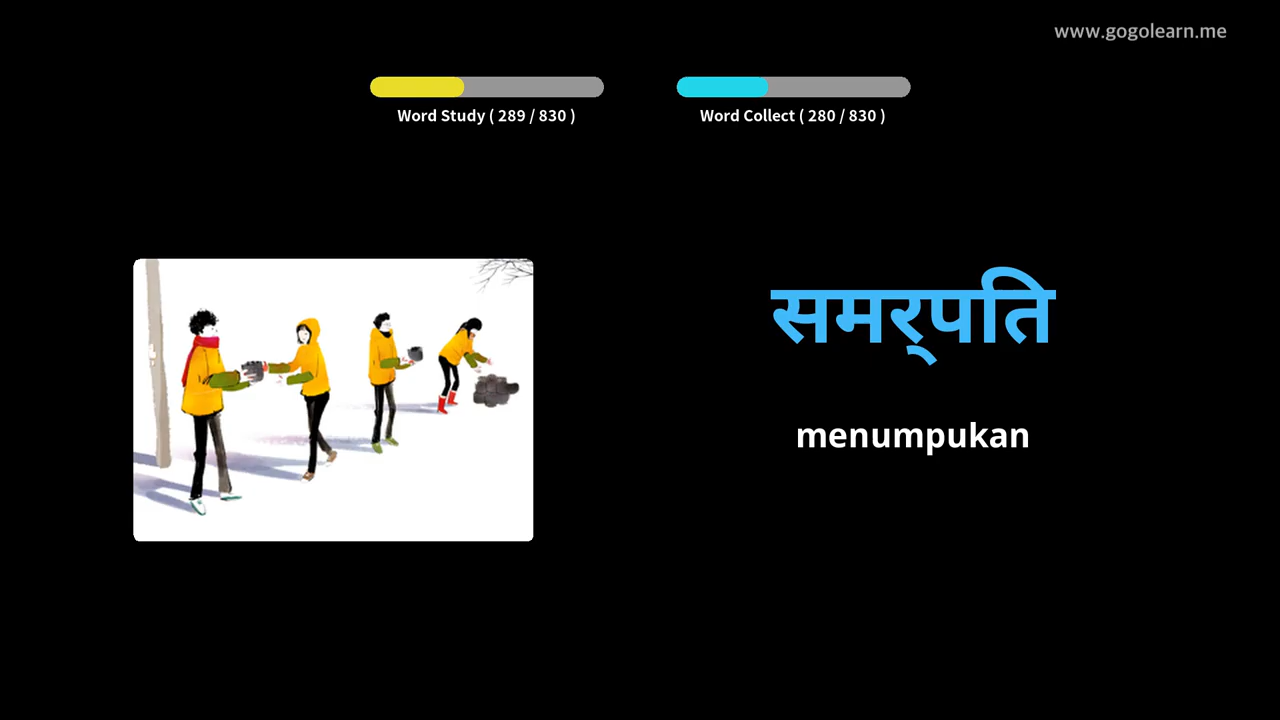 www.gogolearn.me
Word Study ( 289 / 830 )
Word Collect ( 280 / 830 )
समर्‌पति
menumpukan